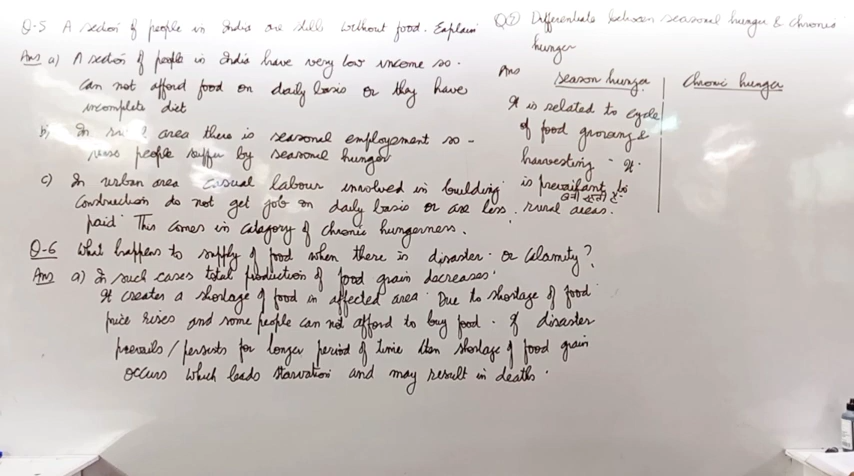 Q-5 A section of people in India are still without food. Explain
Ans a) A section of people in India have very low income so.
can not afford food on daily basis or they have
incomplete diet
b) In area there is seasonal employement so -
people suffer by seasonal hunger
c) In urban area casual labour innvolved in building
construction do not get job on daily basis or are less
paid. This comes in category of chronic hungerness.
Q-6 What happens to supply of food when there is disaster or calamity?
Ans a) In such cases total production of food grain decreases.
It creates a shortage of food in affected area. Due to shortage of food
price rises and some people can not afford to buy food. If disaster
prevails/persists for longer period of time then shortage of food grain
occurs which leads starvation and may result in deaths.
Differentiate between seasonal hunger & chronic
hunger
Ans
Season hunger
It is related to cycle
of food growing &
harvesting. It
is in
rural areas.
Chronic hunger